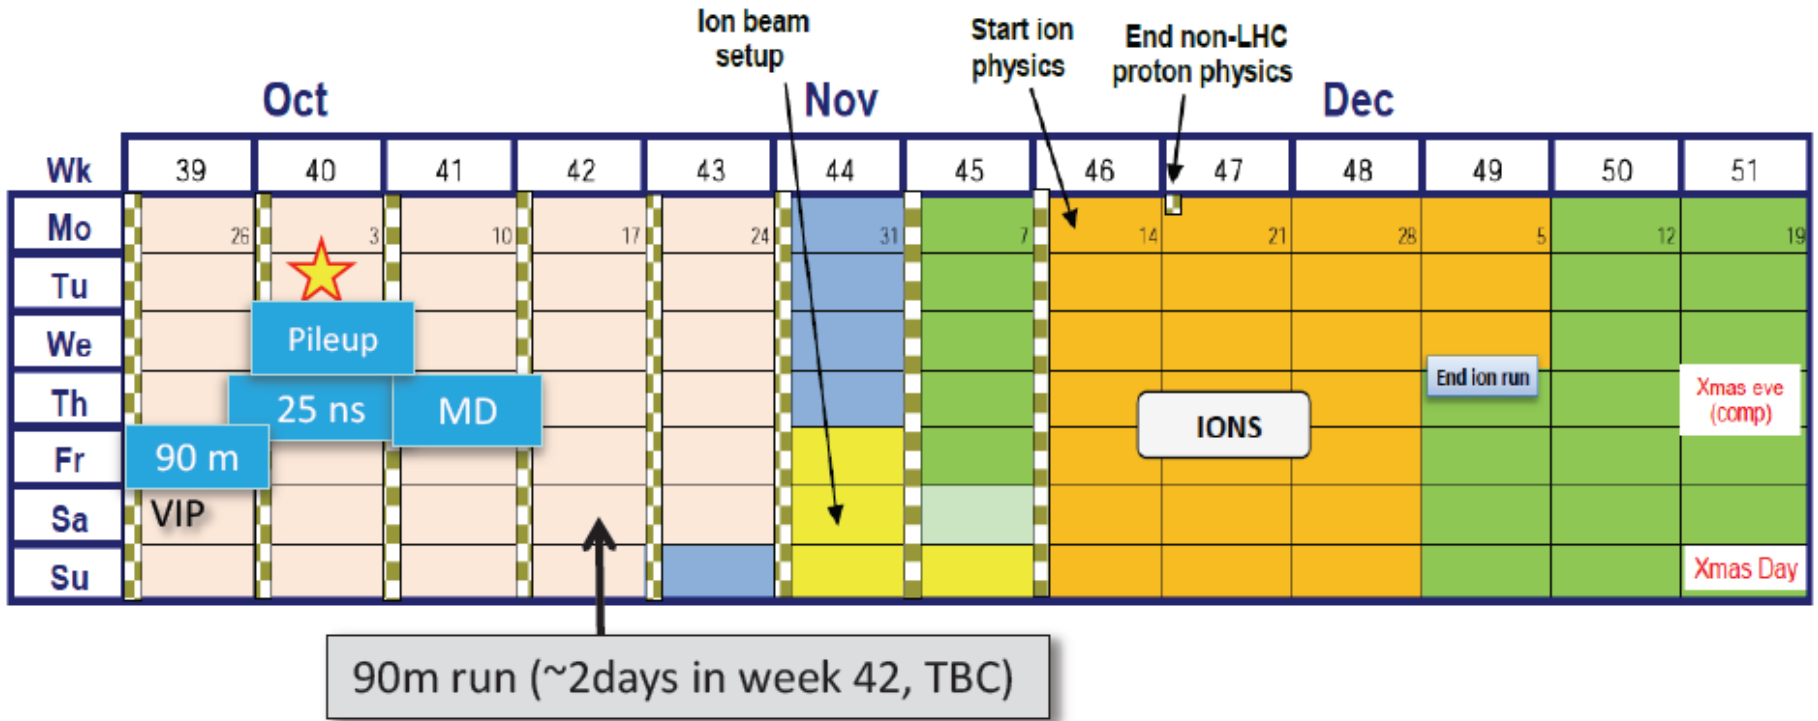 Ion beam
setup
Start ion
physics
End non-LHC
proton physics
Oct Nov Dec
Wk 39 40 41 42 43 44 45 46 47 48 49 50 51
Mo 26 3 10 17 24 31 7 14 21 28 5 12 19
Tu
We Pileup
End ion run
Th 25 ns MD IONS Xmas eve
(comp)
Fr 90 m
Sa VIP
Su Xmas Day
90m run (~2days in week 42, TBC)